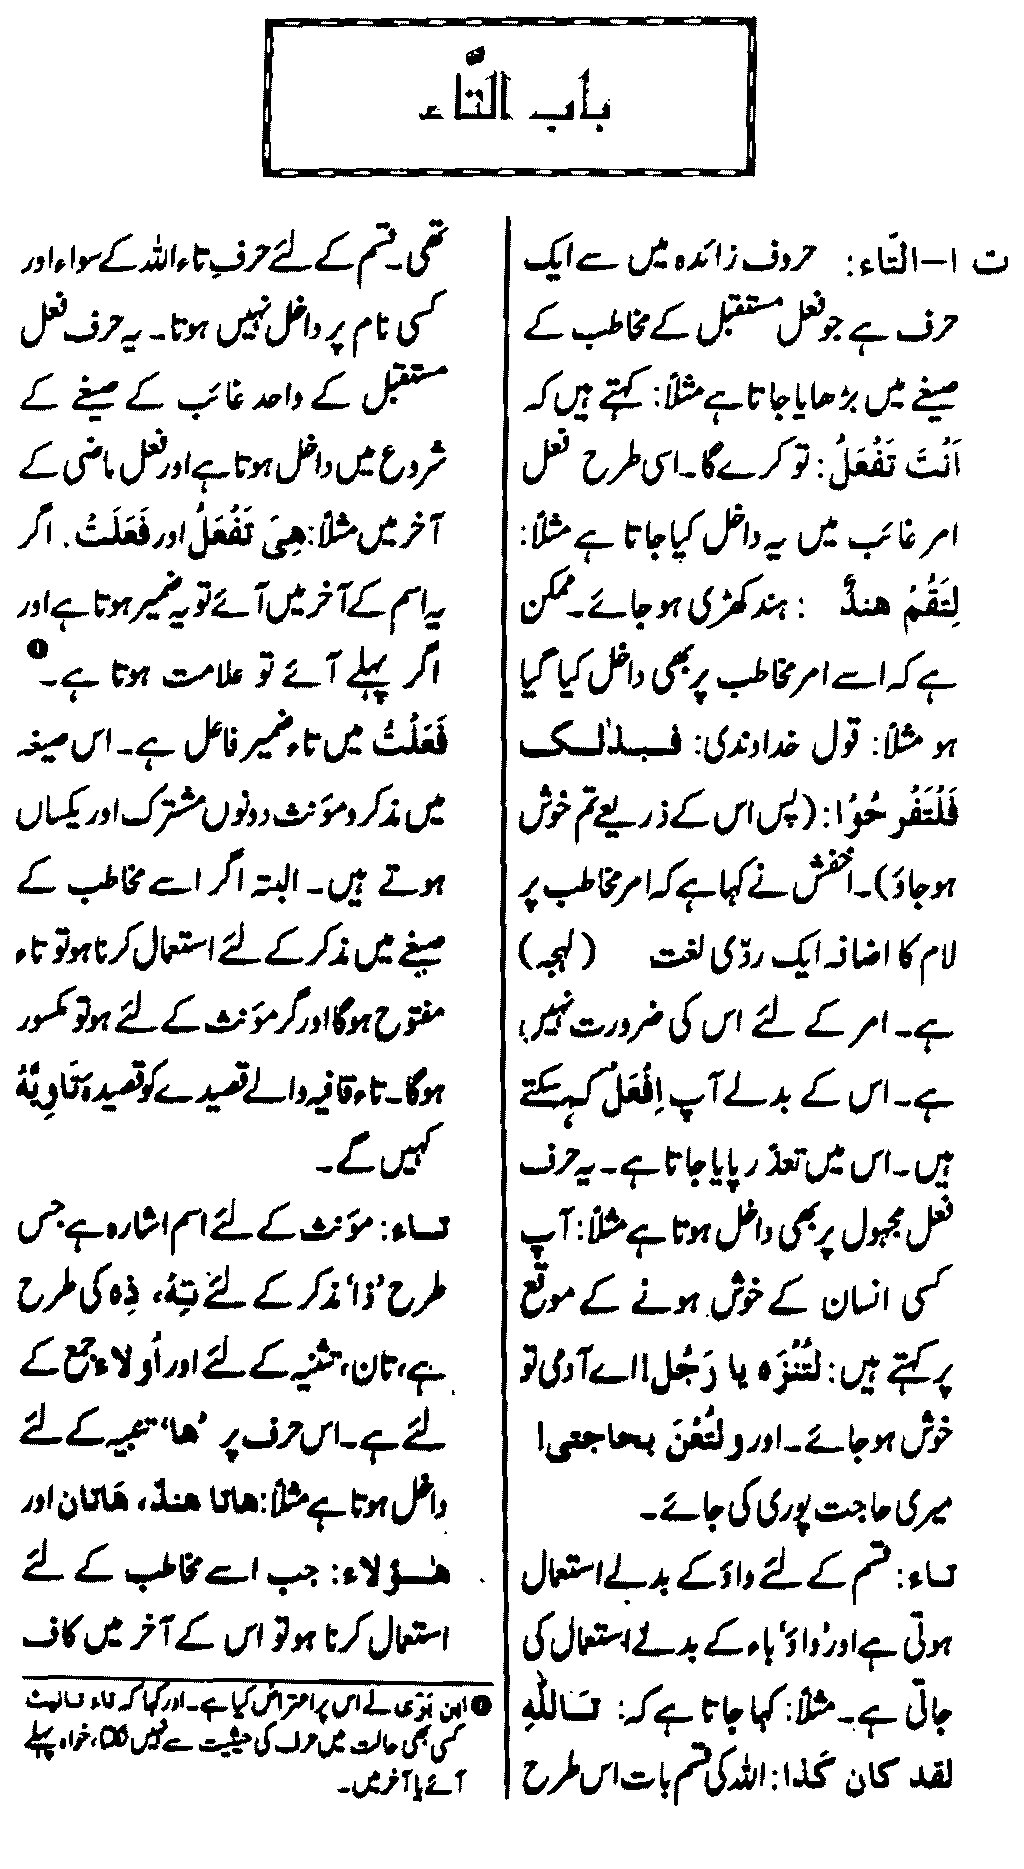 باب التَّاء
ت ا–التَّاء: حروف زائدہ میں سے ایک
حرف ہے جو فعل مستقبل کے مخاطب کے
صیغے میں بڑھایا جاتا ہے مثلاً: کہتے ہیں کہ
اَنْتَ تَفْعَلُ: تو کرے گا۔ اسی طرح فعل
امر غائب میں یہ داخل کیا جاتا ہے مثلاً:
لِتَقُمْ هندٌ : ہند کھڑی ہو جائے۔ ممکن
ہے کہ اسے امر مخاطب پر بھی داخل کیا گیا
ہو مثلاً: قول خداوندی: فَبِذٰلِكَ
فَلْتَفْرَحُوْا: (پس اس کے ذریعے تم خوش
ہو جاؤ)۔ اخفش نے کہا ہے کہ امر مخاطب پر
لام کا اضافہ ایک ردّی لغت (لہجہ)
ہے۔ امر کے لئے اس کی ضرورت نہیں
ہے۔ اس کے بدلے آپ اِفْعَلْ کہہ سکتے
ہیں۔ اس میں تعذر پایا جاتا ہے۔ یہ حرف
فعل مجہول پر بھی داخل ہوتا ہے مثلاً: آپ
کسی انسان کے خوش ہونے کے موقع
پر کہتے ہیں: لتُنْزَہ یا رَجُل! اے آدمی تو
خوش ہو جائے۔ اور ولتُعْنَ بحاجتی!
میری حاجت پوری کی جائے۔
تاء: قسم کے لئے واؤ کے بدلے استعمال
ہوتی ہے اور 'واؤ' باء کے بدلے استعمال کی
جاتی ہے۔ مثلاً: کہا جاتا ہے کہ: تَاللّٰهِ
لقد كان كَذا: اللہ کی قسم بات اس طرح
تھی۔ قسم کے لئے حرفِ تاء اللہ کے سواء اور
کسی نام پر داخل نہیں ہوتا۔ یہ حرف فعل
مستقبل کے واحد غائب کے صیغے کے
شروع میں داخل ہوتا ہے اور فعل ماضی کے
آخر میں مثلاً: هِیَ تَفْعَلُ اور فَعَلَتْ. اگر
یہ اسم کے آخر میں آئے تو یہ ضمیر ہوتا ہے اور
اگر پہلے آئے تو علامت ہوتا ہے۔❶
فَعَلْتُ میں تاء ضمیر فاعل ہے۔ اس صیغہ
میں مذکر و مؤنث دونوں مشترک اور یکساں
ہوتے ہیں۔ البتہ اگر اسے مخاطب کے
صیغے میں مذکر کے لئے استعمال کرنا ہو تو تاء
مفتوح ہو گا اور گر مؤنث کے لئے ہو تو مکسور
ہو گا۔ تاء قافیہ والے قصیدے کو قصیدہ تَاوِیَّۃٌ
کہیں گے۔
تاء: مؤنث کے لئے اسم اشارہ ہے جس
طرح 'ذا' مذکر کے لئے تِهٖ، ذِہ کی طرح
ہے، تان، تثنیہ کے لئے اور اُولاء جمع کے
لئے ہے۔ اس حرف پر 'ھا' تنبیہ کے لئے
داخل ہوتا ہے مثلاً: هاتا هندٌ، هَاتان اور
هٰؤلاء: جب اسے مخاطب کے لئے
استعمال کرنا ہو تو اس کے آخر میں کاف
❶ ابن بَرّی نے اس پر اعتراض کیا ہے۔ اور کہا کہ تاء تانیث
کسی بھی حالت میں حرف کی حیثیت سے نہیں، خواہ پہلے
آئے یا آخر میں۔